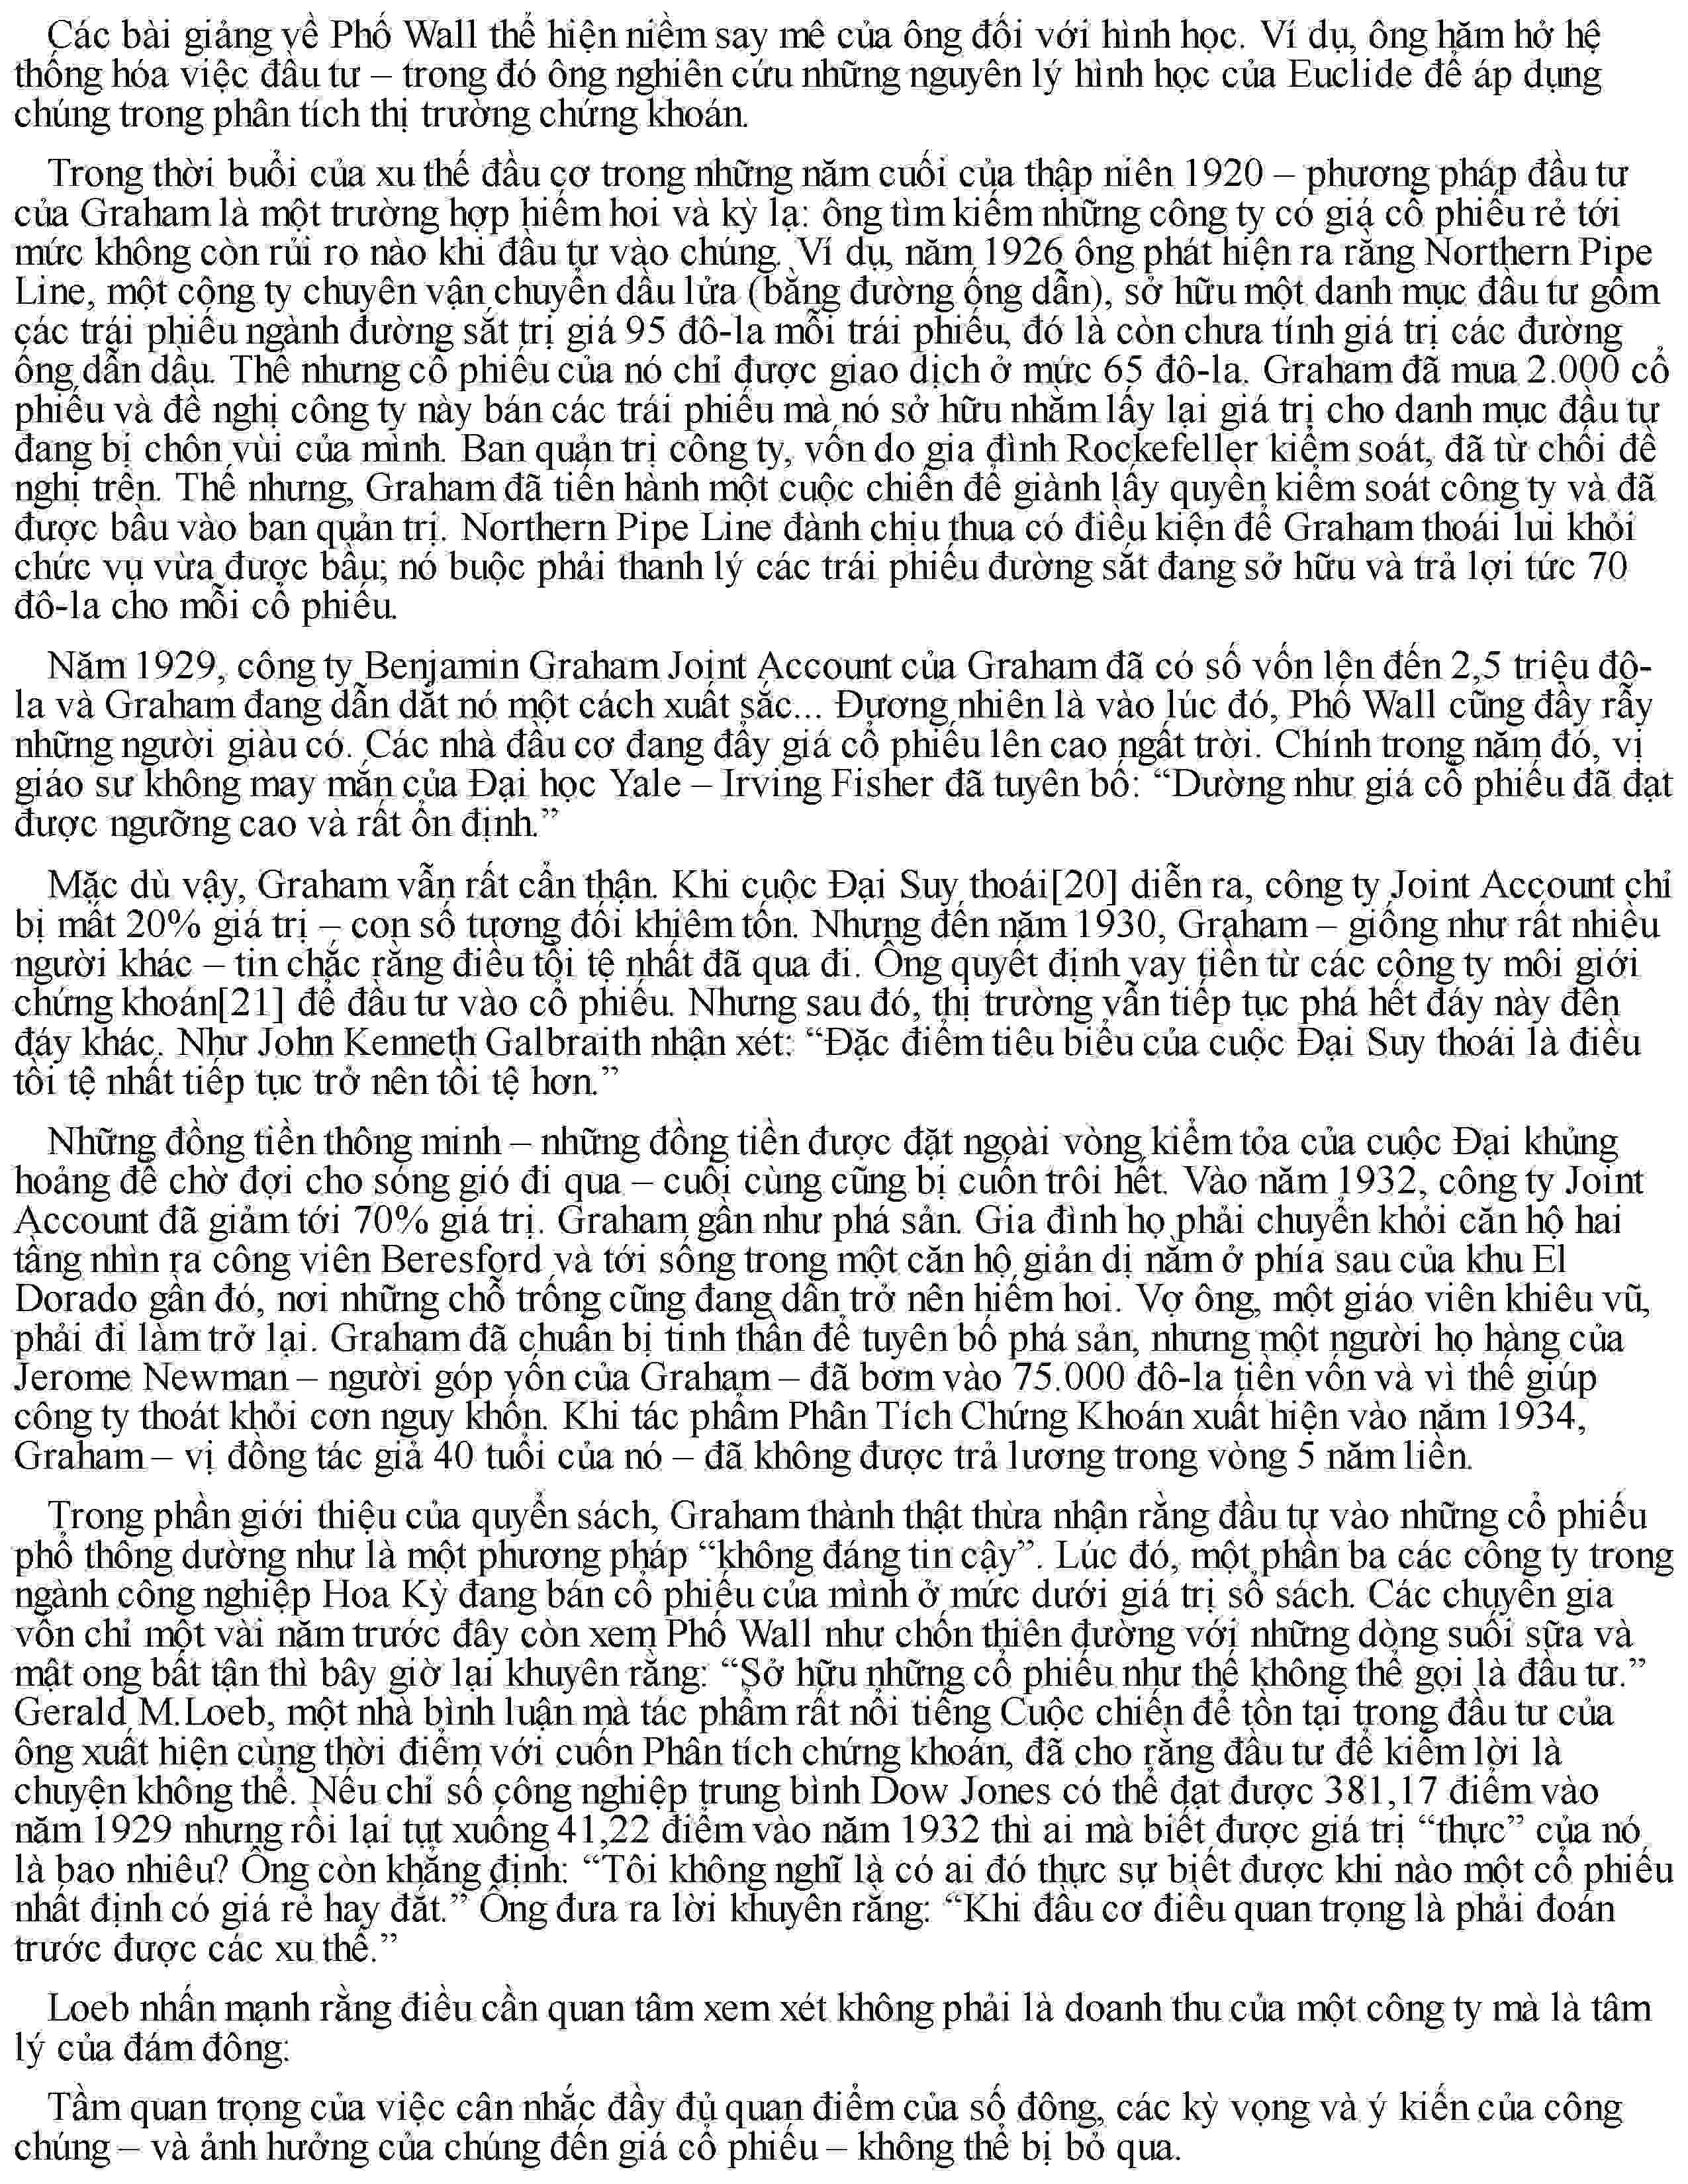 Các bài giảng về Phố Wall thể hiện niềm say mê của ông đối với hình học. Ví dụ, ông hăm hở hệ
thống hóa việc đầu tư – trong đó ông nghiên cứu những nguyên lý hình học của Euclide để áp dụng
chúng trong phân tích thị trường chứng khoán.
Trong thời buổi của xu thế đầu cơ trong những năm cuối của thập niên 1920 – phương pháp đầu tư
của Graham là một trường hợp hiếm hoi và kỳ lạ: ông tìm kiếm những công ty có giá cổ phiếu rẻ tới
mức không còn rủi ro nào khi đầu tư vào chúng. Ví dụ, năm 1926 ông phát hiện ra rằng Northern Pipe
Line, một công ty chuyên vận chuyển dầu lửa (bằng đường ống dẫn), sở hữu một danh mục đầu tư gồm
các trái phiếu ngành đường sắt trị giá 95 đô-la mỗi trái phiếu, đó là còn chưa tính giá trị các đường
ống dẫn dầu. Thế nhưng cổ phiếu của nó chỉ được giao dịch ở mức 65 đô-la. Graham đã mua 2.000 cổ
phiếu và đề nghị công ty này bán các trái phiếu mà nó sở hữu nhằm lấy lại giá trị cho danh mục đầu tư
đang bị chôn vùi của mình. Ban quản trị công ty, vốn do gia đình Rockefeller kiểm soát, đã từ chối đề
nghị trên. Thế nhưng, Graham đã tiến hành một cuộc chiến để giành lấy quyền kiểm soát công ty và đã
được bầu vào ban quản trị. Northern Pipe Line đành chịu thua có điều kiện để Graham thoái lui khỏi
chức vụ vừa được bầu; nó buộc phải thanh lý các trái phiếu đường sắt đang sở hữu và trả lợi tức 70
đô-la cho mỗi cổ phiếu.
Năm 1929, công ty Benjamin Graham Joint Account của Graham đã có số vốn lên đến 2,5 triệu đô-
la và Graham đang dẫn dắt nó một cách xuất sắc... Đương nhiên là vào lúc đó, Phố Wall cũng đầy rẫy
những người giàu có. Các nhà đầu cơ đang đẩy giá cổ phiếu lên cao ngất trời. Chính trong năm đó, vị
giáo sư không may mắn của Đại học Yale – Irving Fisher đã tuyên bố: “Dường như giá cổ phiếu đã đạt
được ngưỡng cao và rất ổn định.”
Mặc dù vậy, Graham vẫn rất cẩn thận. Khi cuộc Đại Suy thoái[20] diễn ra, công ty Joint Account chỉ
bị mất 20% giá trị – con số tương đối khiêm tốn. Nhưng đến năm 1930, Graham – giống như rất nhiều
người khác – tin chắc rằng điều tồi tệ nhất đã qua đi. Ông quyết định vay tiền từ các công ty môi giới
chứng khoán[21] để đầu tư vào cổ phiếu. Nhưng sau đó, thị trường vẫn tiếp tục phá hết đáy này đến
đáy khác. Như John Kenneth Galbraith nhận xét: “Đặc điểm tiêu biểu của cuộc Đại Suy thoái là điều
tồi tệ nhất tiếp tục trở nên tồi tệ hơn.”
Những đồng tiền thông minh – những đồng tiền được đặt ngoài vòng kiểm tỏa của cuộc Đại khủng
hoảng để chờ đợi cho sóng gió đi qua – cuối cùng cũng bị cuốn trôi hết. Vào năm 1932, công ty Joint
Account đã giảm tới 70% giá trị. Graham gần như phá sản. Gia đình họ phải chuyển khỏi căn hộ hai
tầng nhìn ra công viên Beresford và tới sống trong một căn hộ giản dị nằm ở phía sau của khu El
Dorado gần đó, nơi những chỗ trống cũng đang dần trở nên hiếm hoi. Vợ ông, một giáo viên khiêu vũ,
phải đi làm trở lại. Graham đã chuẩn bị tinh thần để tuyên bố phá sản, nhưng một người họ hàng của
Jerome Newman – người góp vốn của Graham – đã bơm vào 75.000 đô-la tiền vốn và vì thế giúp
công ty thoát khỏi cơn nguy khốn. Khi tác phẩm Phân Tích Chứng Khoán xuất hiện vào năm 1934,
Graham – vị đồng tác giả 40 tuổi của nó – đã không được trả lương trong vòng 5 năm liền.
Trong phần giới thiệu của quyển sách, Graham thành thật thừa nhận rằng đầu tư vào những cổ phiếu
phổ thông dường như là một phương pháp “không đáng tin cậy”. Lúc đó, một phần ba các công ty trong
ngành công nghiệp Hoa Kỳ đang bán cổ phiếu của mình ở mức dưới giá trị sổ sách. Các chuyên gia
vốn chỉ một vài năm trước đây còn xem Phố Wall như chốn thiên đường với những dòng suối sữa và
mật ong bất tận thì bây giờ lại khuyên rằng: “Sở hữu những cổ phiếu như thế không thể gọi là đầu tư.”
Gerald M.Loeb, một nhà bình luận mà tác phẩm rất nổi tiếng Cuộc chiến để tồn tại trong đầu tư của
ông xuất hiện cùng thời điểm với cuốn Phân tích chứng khoán, đã cho rằng đầu tư để kiếm lời là
chuyện không thể. Nếu chỉ số công nghiệp trung bình Dow Jones có thể đạt được 381,17 điểm vào
năm 1929 nhưng rồi lại tụt xuống 41,22 điểm vào năm 1932 thì ai mà biết được giá trị “thực” của nó
là bao nhiêu? Ông còn khẳng định: “Tôi không nghĩ là có ai đó thực sự biết được khi nào một cổ phiếu
nhất định có giá rẻ hay đắt.” Ông đưa ra lời khuyên rằng: “Khi đầu cơ điều quan trọng là phải đoán
trước được các xu thế.”
Loeb nhấn mạnh rằng điều cần quan tâm xem xét không phải là doanh thu của một công ty mà là tâm
lý của đám đông:
Tầm quan trọng của việc cân nhắc đầy đủ quan điểm của số đông, các kỳ vọng và ý kiến của công
chúng – và ảnh hưởng của chúng đến giá cổ phiếu – không thể bị bỏ qua.